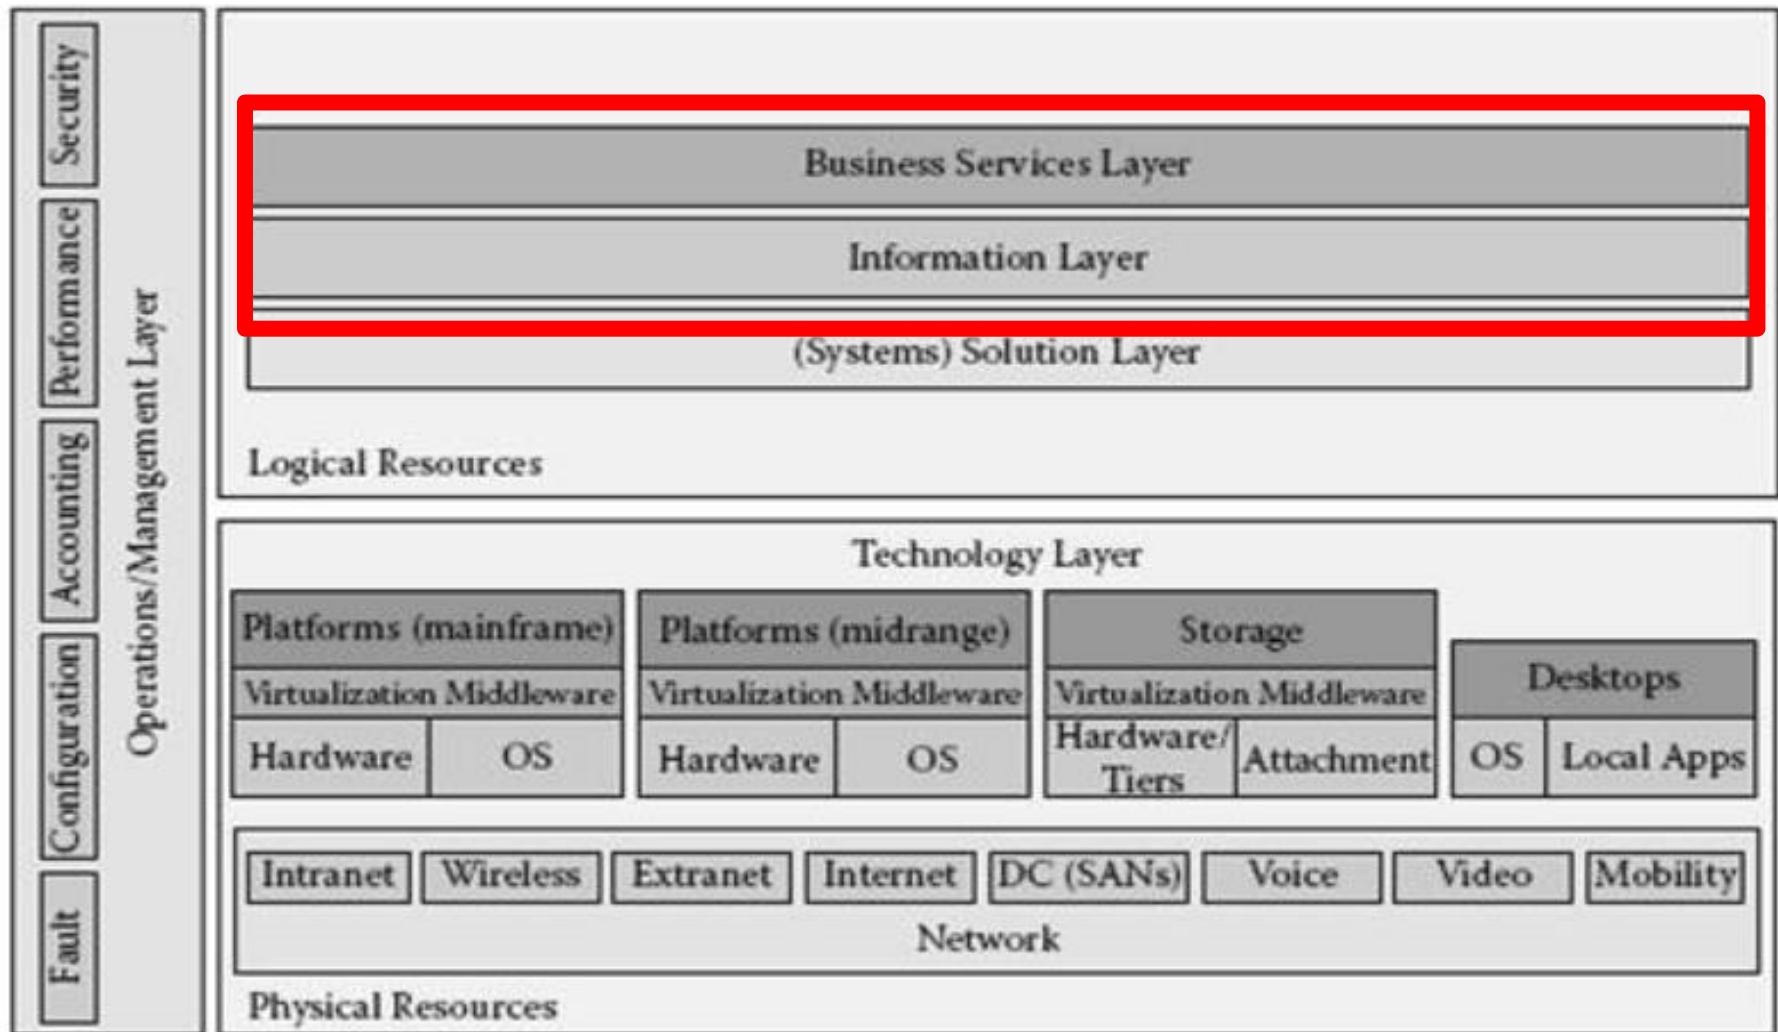 Security
Performance
Accounting
Configuration
Fault
Operations/Management Layer
Business Services Layer
Information Layer
(Systems) Solution Layer
Logical Resources
Technology Layer
Platforms (mainframe)
Virtualization Middleware
Hardware
OS
Platforms (midrange)
Virtualization Middleware
Hardware
OS
Storage
Virtualization Middleware
Hardware/
Tiers
Attachment
Desktops
OS
Local Apps
Intranet
Wireless
Extranet
Internet
DC (SANs)
Voice
Video
Mobility
Network
Physical Resources